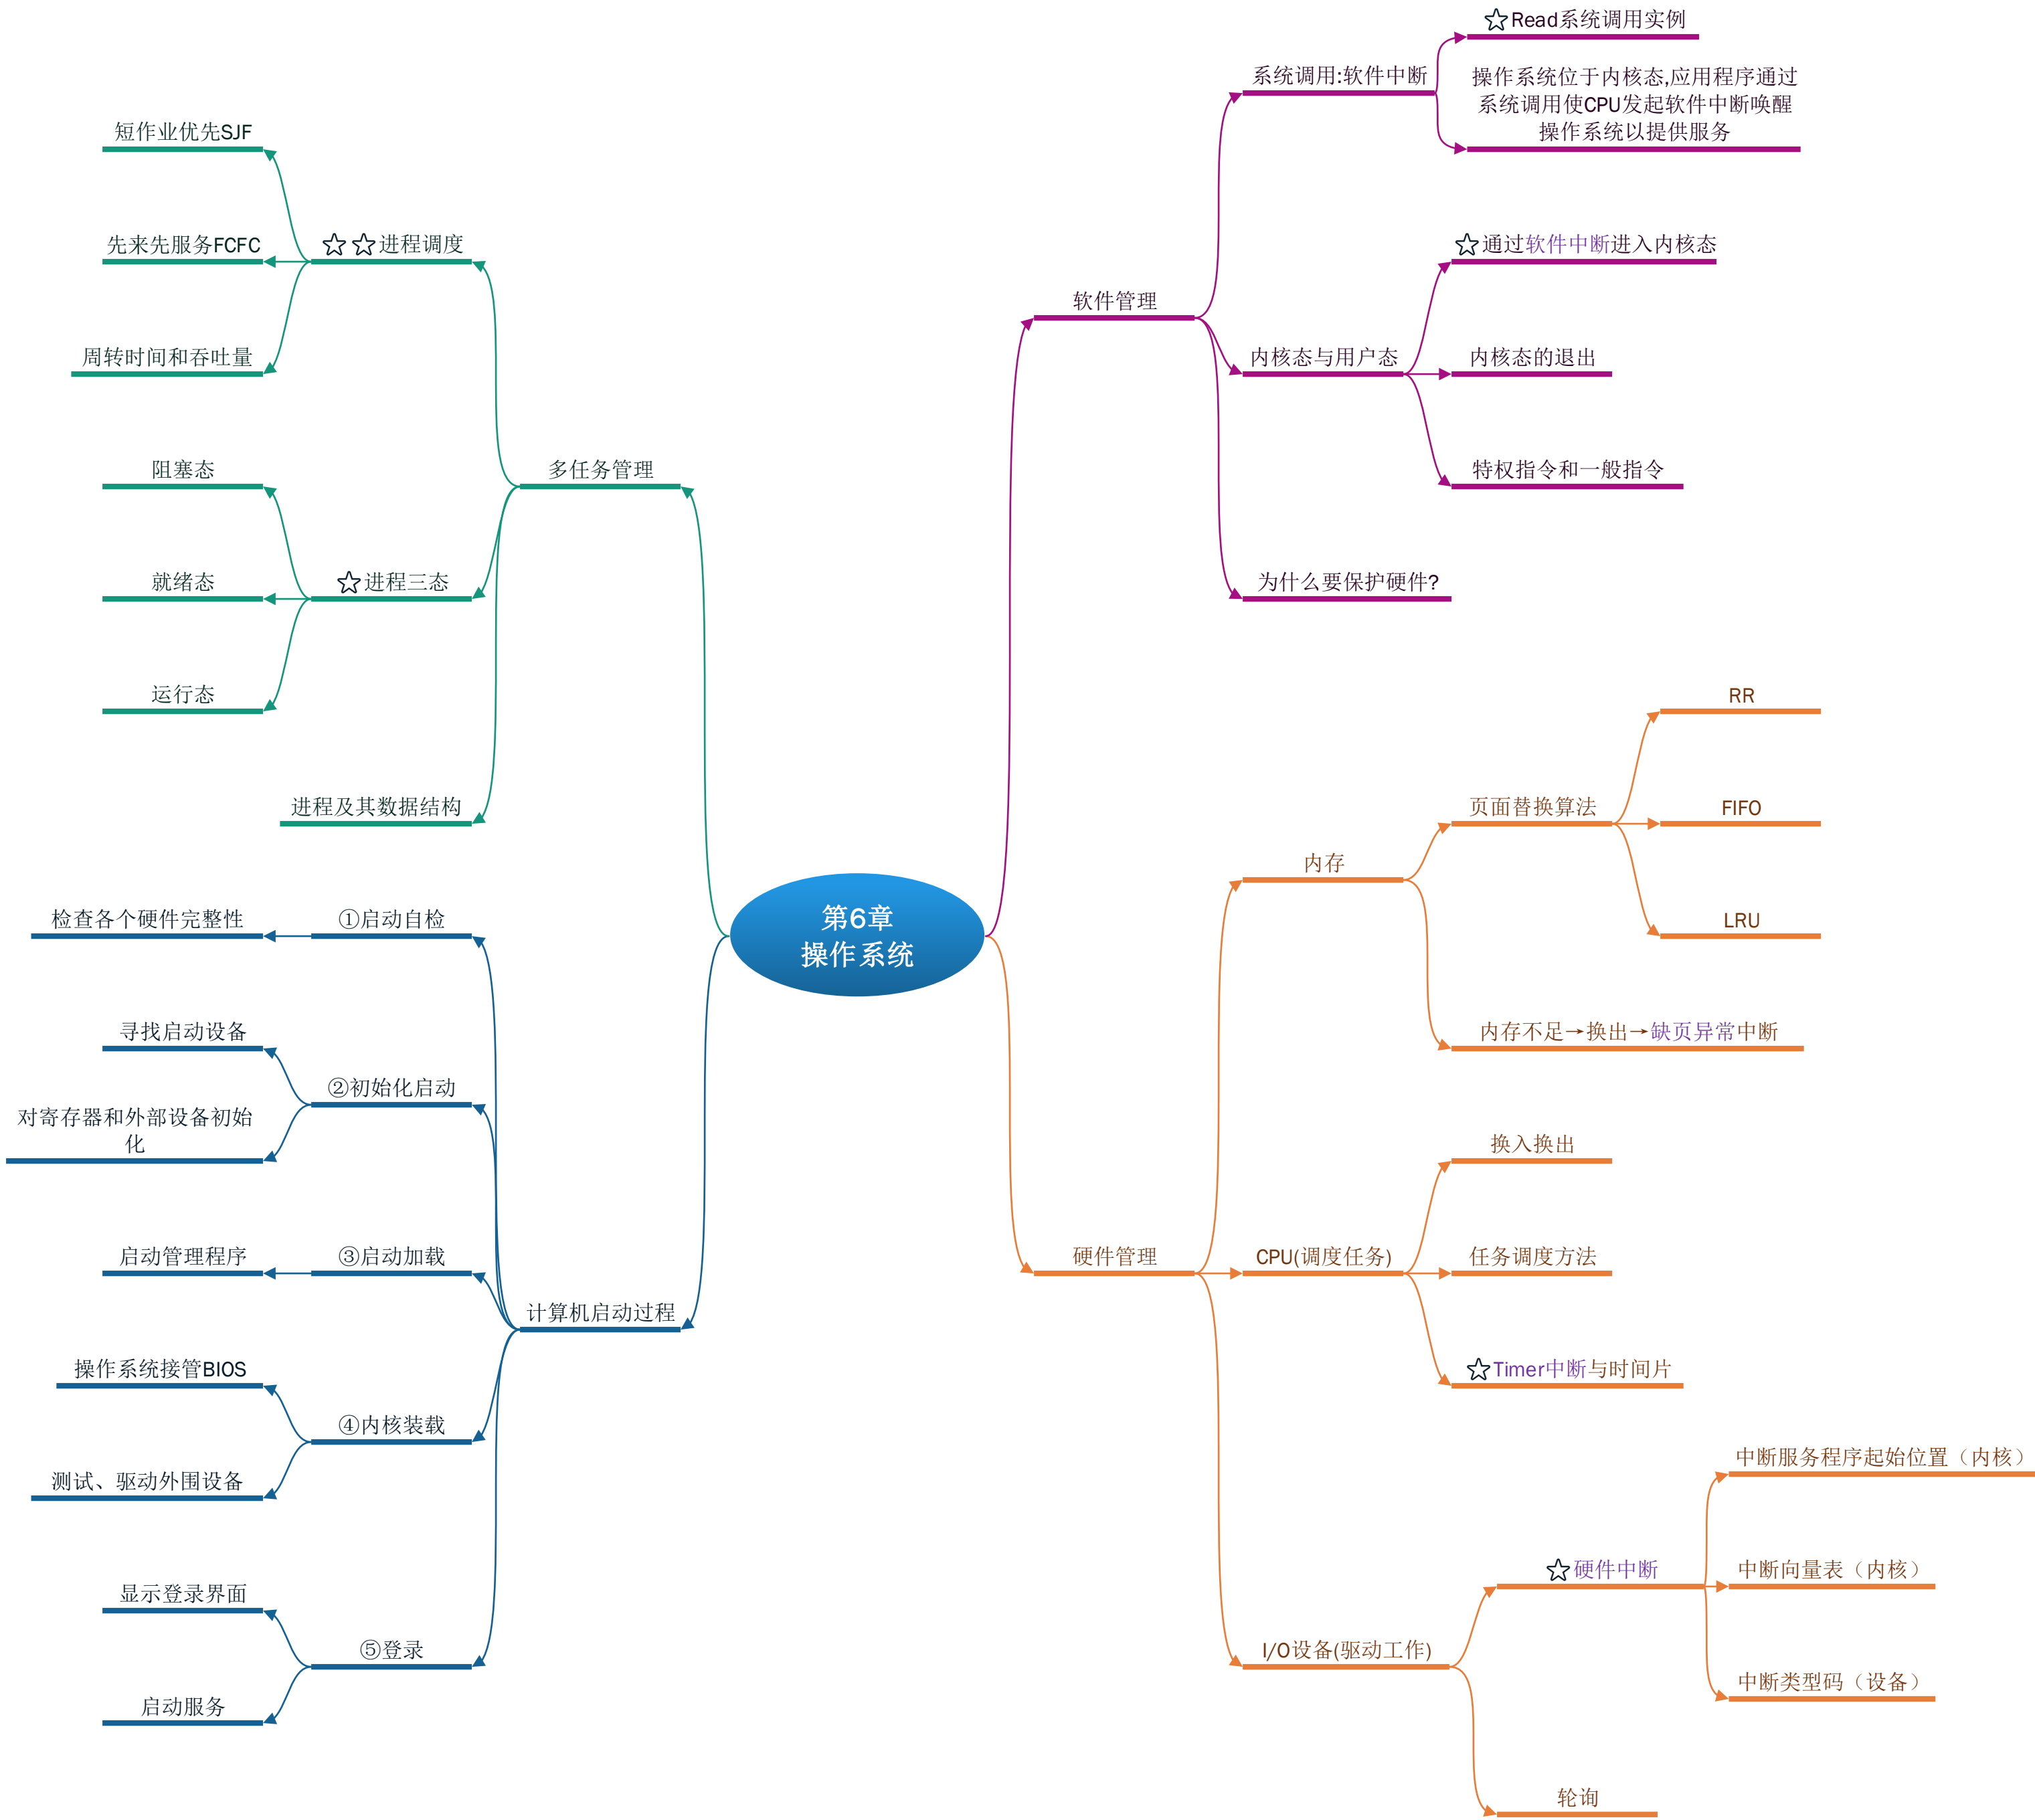 第6章
操作系统
软件管理
系统调用:软件中断
☆Read系统调用实例
操作系统位于内核态,应用程序通过
系统调用使CPU发起软件中断唤醒
操作系统以提供服务
内核态与用户态
☆通过软件中断进入内核态
内核态的退出
特权指令和一般指令
为什么要保护硬件?
硬件管理
内存
页面替换算法
RR
FIFO
LRU
内存不足→换出→缺页异常中断
CPU(调度任务)
换入换出
任务调度方法
☆Timer中断与时间片
I/O设备(驱动工作)
☆硬件中断
中断服务程序起始位置（内核）
中断向量表（内核）
中断类型码（设备）
轮询
多任务管理
☆☆进程调度
短作业优先SJF
先来先服务FCFC
周转时间和吞吐量
☆进程三态
阻塞态
就绪态
运行态
进程及其数据结构
计算机启动过程
①启动自检
检查各个硬件完整性
②初始化启动
寻找启动设备
对寄存器和外部设备初始
化
③启动加载
启动管理程序
④内核装载
操作系统接管BIOS
测试、驱动外围设备
⑤登录
显示登录界面
启动服务